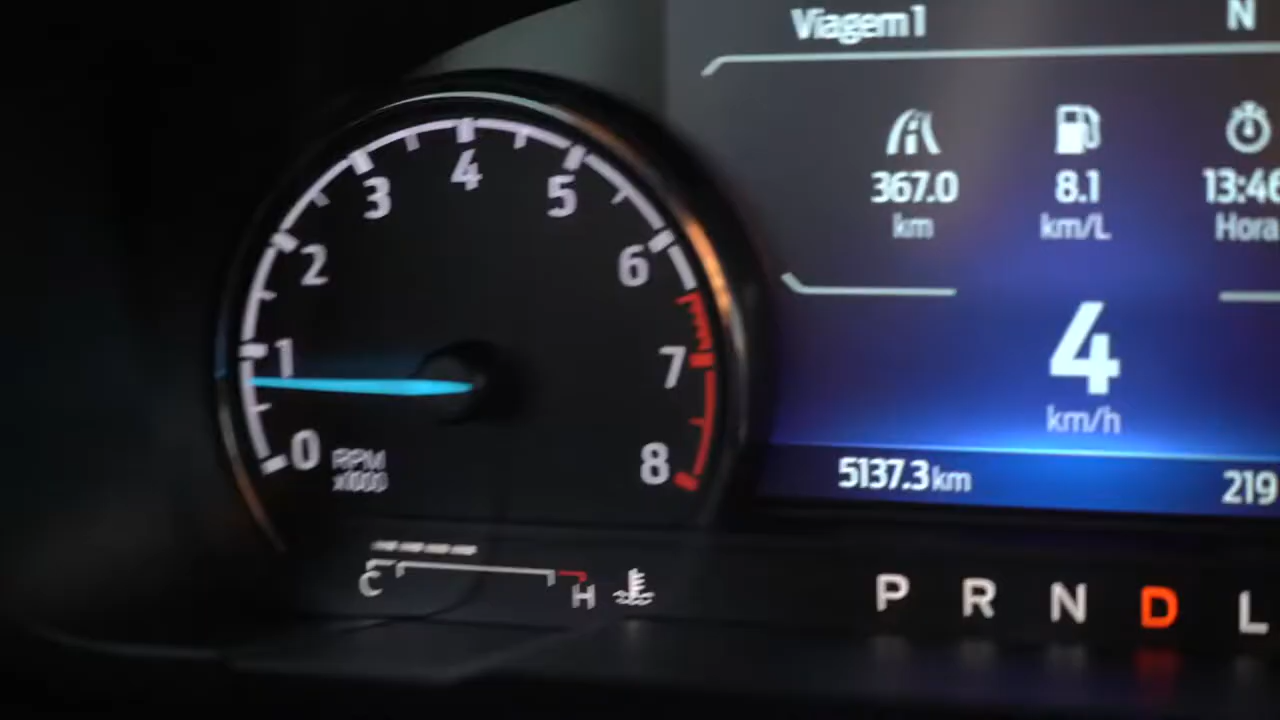 Viagem 1
N
367.0
km
8.1
km/L
13:46
Hora
4
km/h
5137.3 km
219
0
1
2
3
4
5
6
7
8
RPM
x1000
C
H
P R N D L